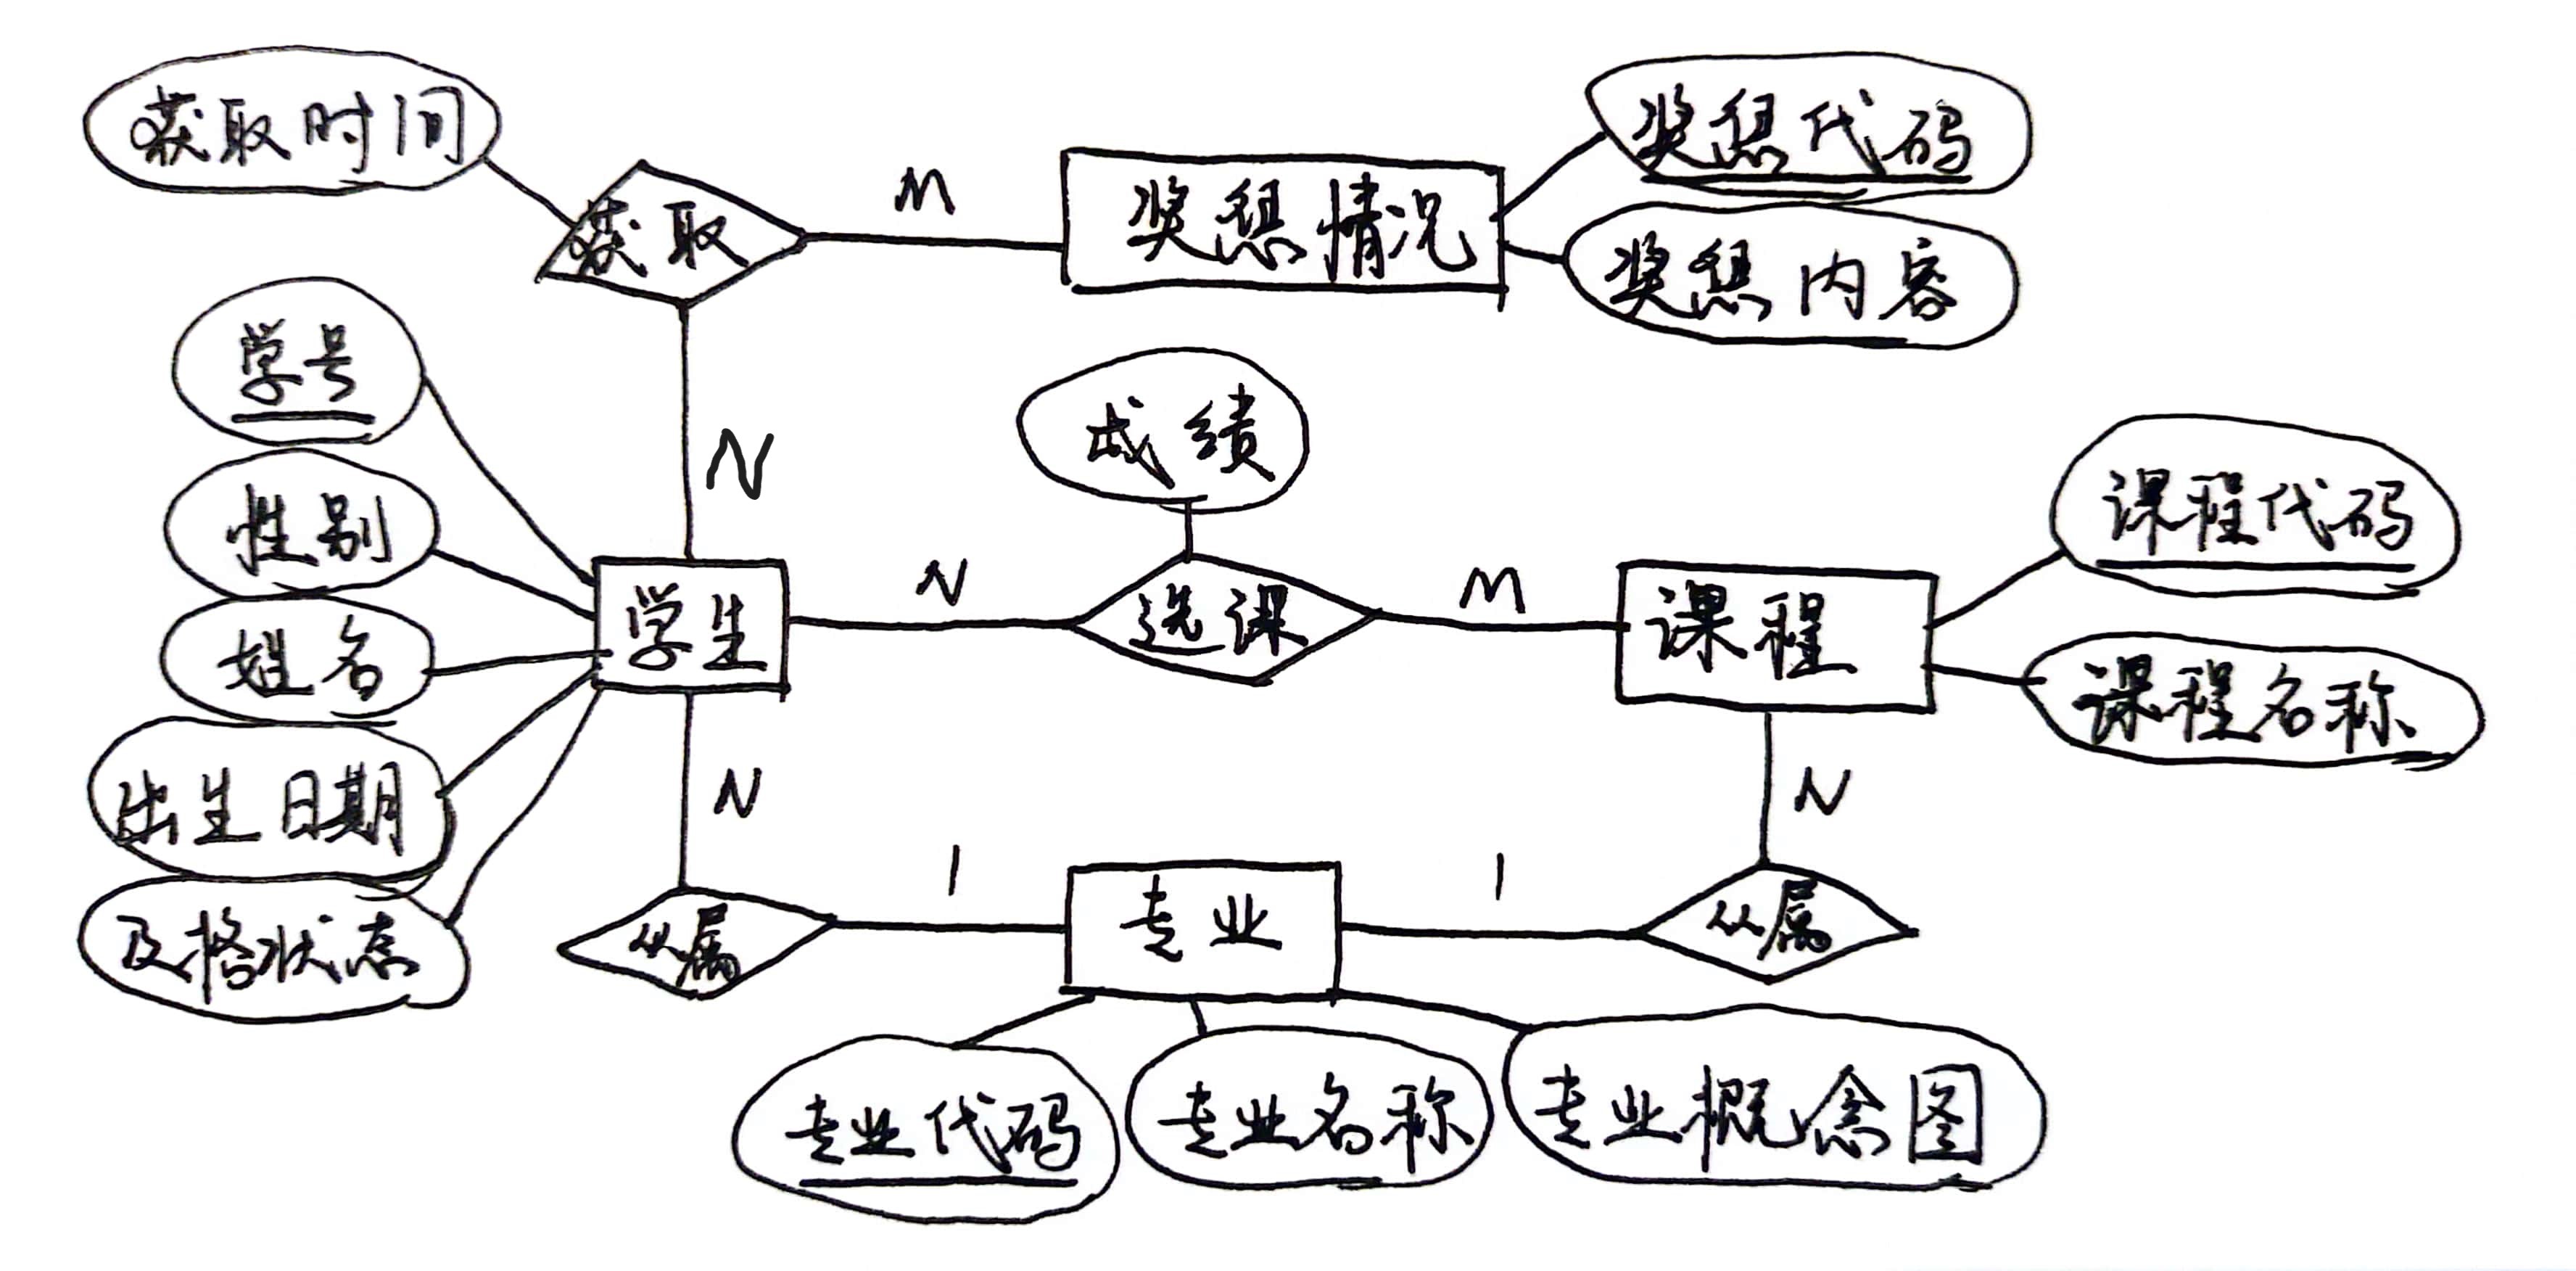 获取时间
获取
M
奖惩情况
奖惩代码
奖惩内容
学号
N
成绩
性别
课程代码
学生
N
选课
M
课程
姓名
课程名称
出生日期
N
N
及格状态
从属
1
专业
1
从属
专业代码
专业名称
专业概念图